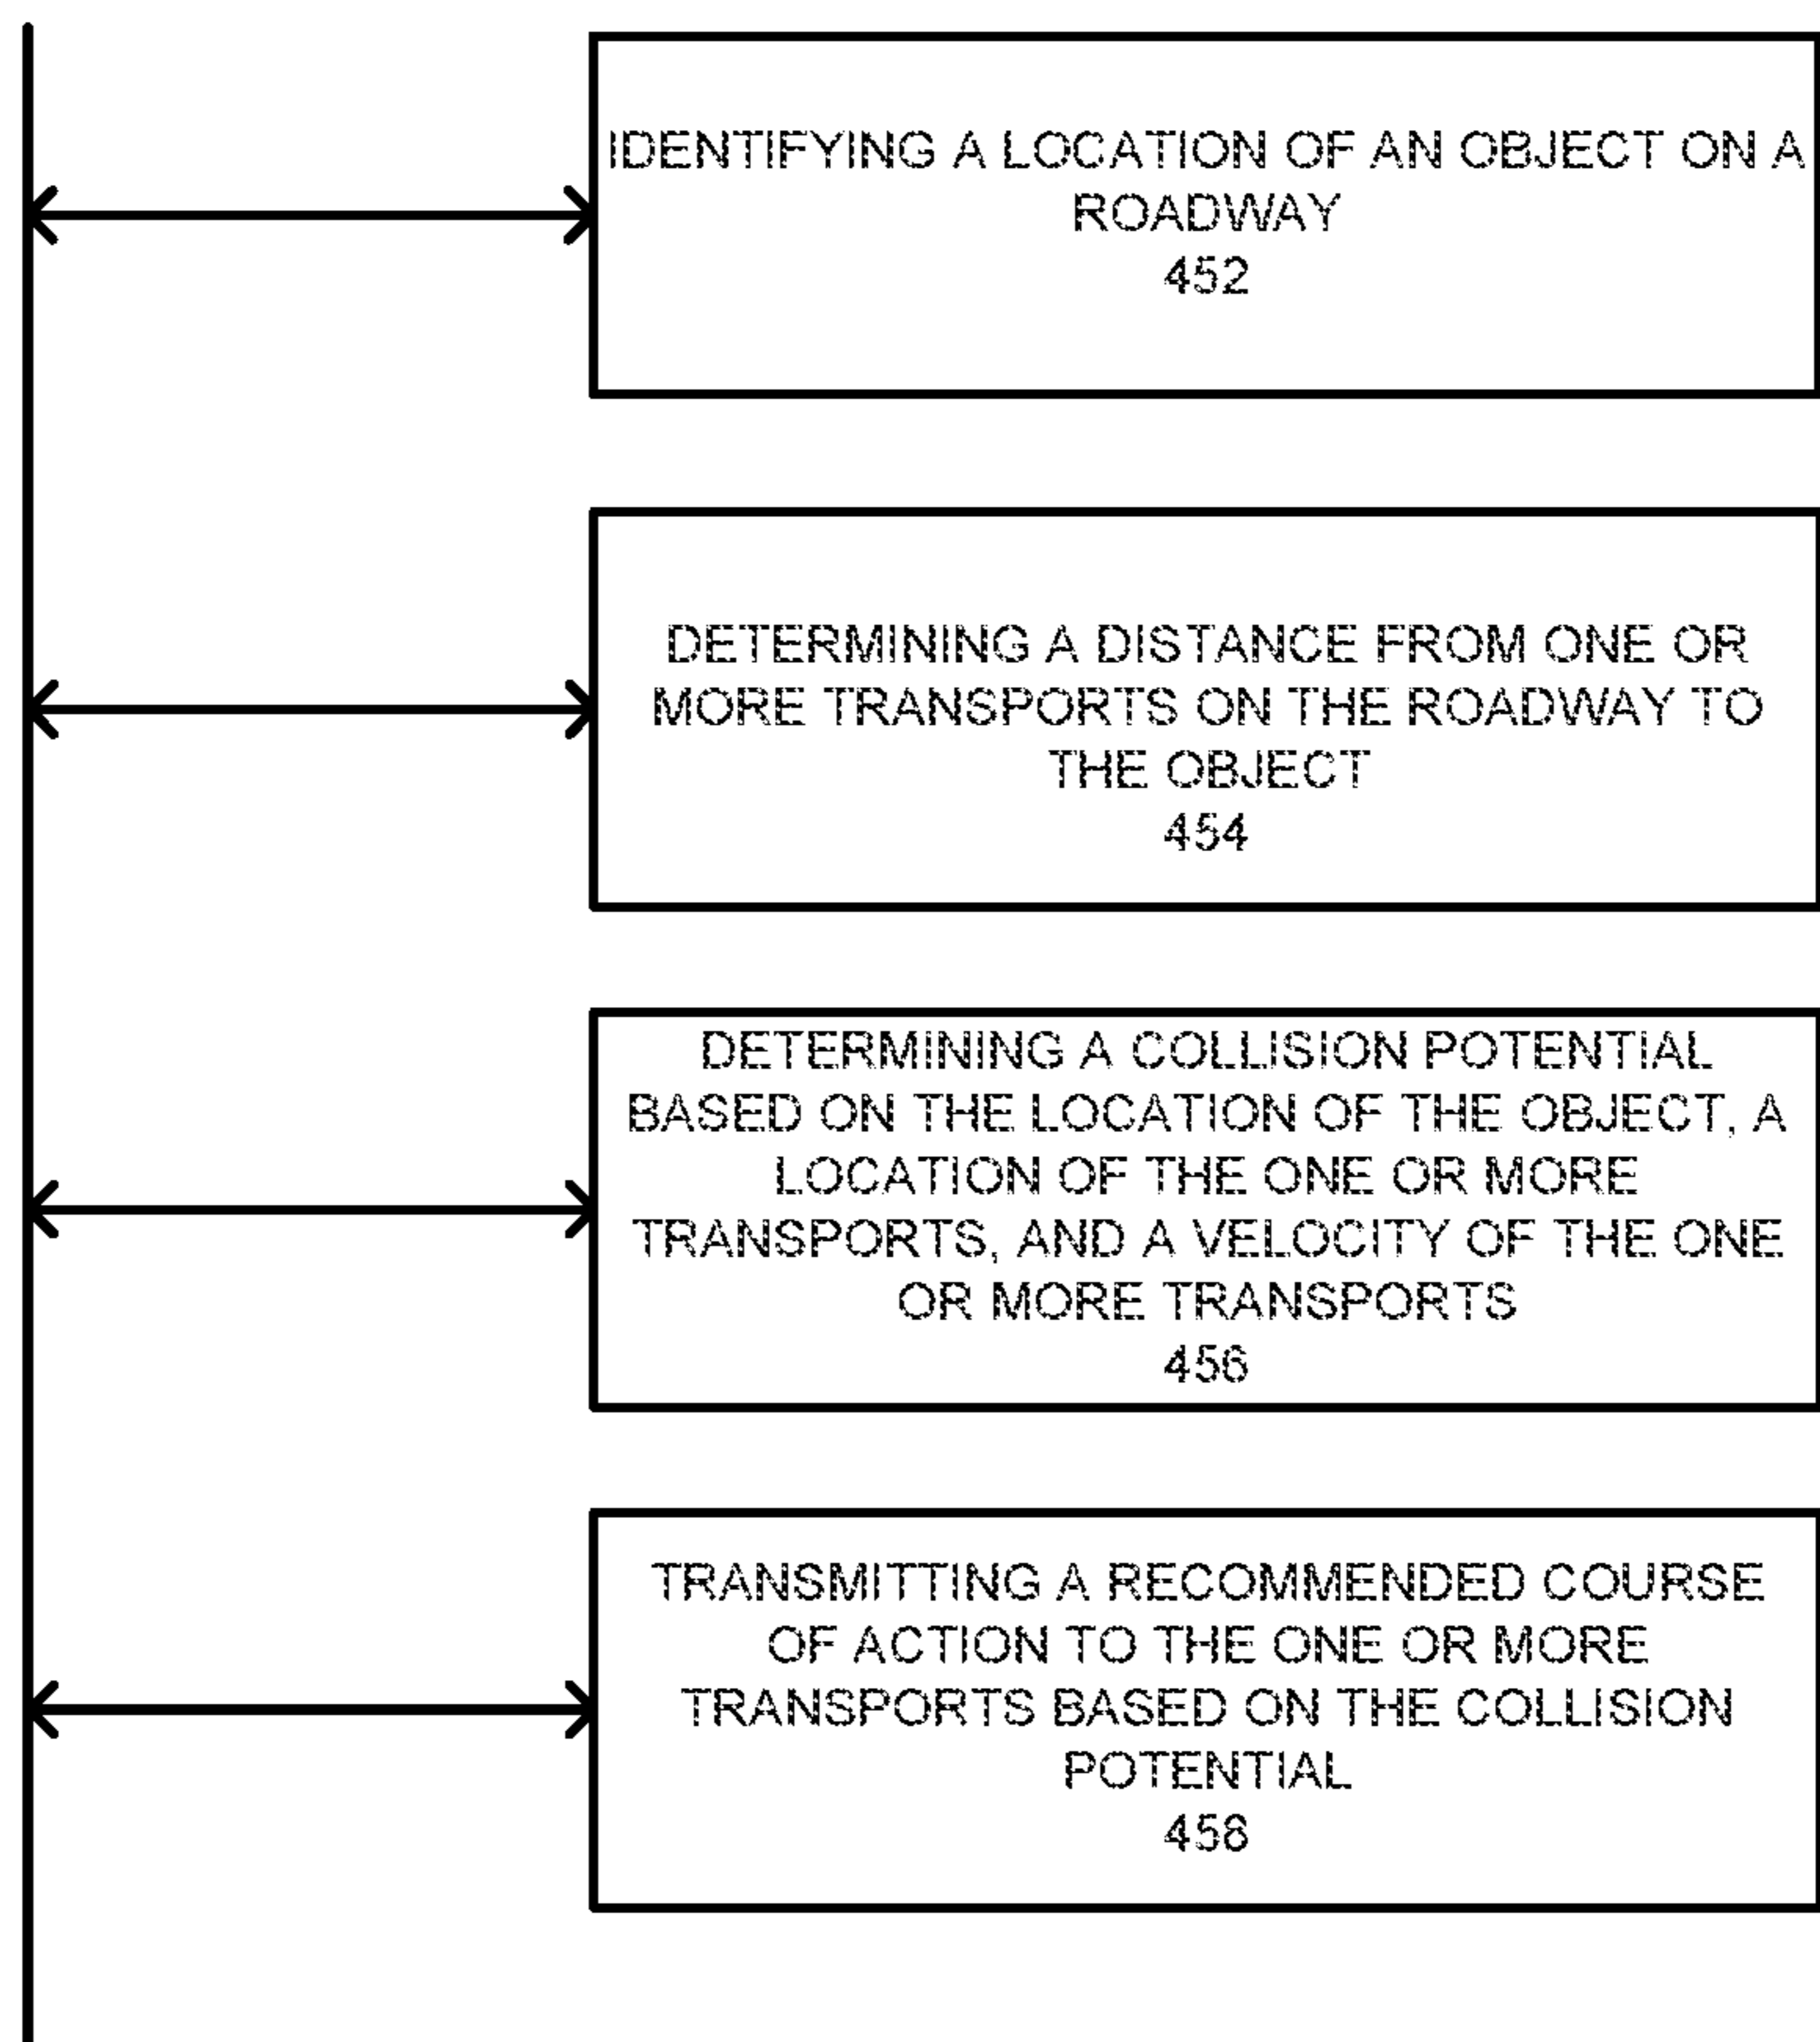 IDENTIFYING A LOCATION OF AN OBJECT ON A
ROADWAY
452
DETERMINING A DISTANCE FROM ONE OR
MORE TRANSPORTS ON THE ROADWAY TO
THE OBJECT
454
DETERMINING A COLLISION POTENTIAL
BASED ON THE LOCATION OF THE OBJECT, A
LOCATION OF THE ONE OR MORE
TRANSPORTS, AND A VELOCITY OF THE ONE
OR MORE TRANSPORTS
456
TRANSMITTING A RECOMMENDED COURSE
OF ACTION TO THE ONE OR MORE
TRANSPORTS BASED ON THE COLLISION
POTENTIAL
458